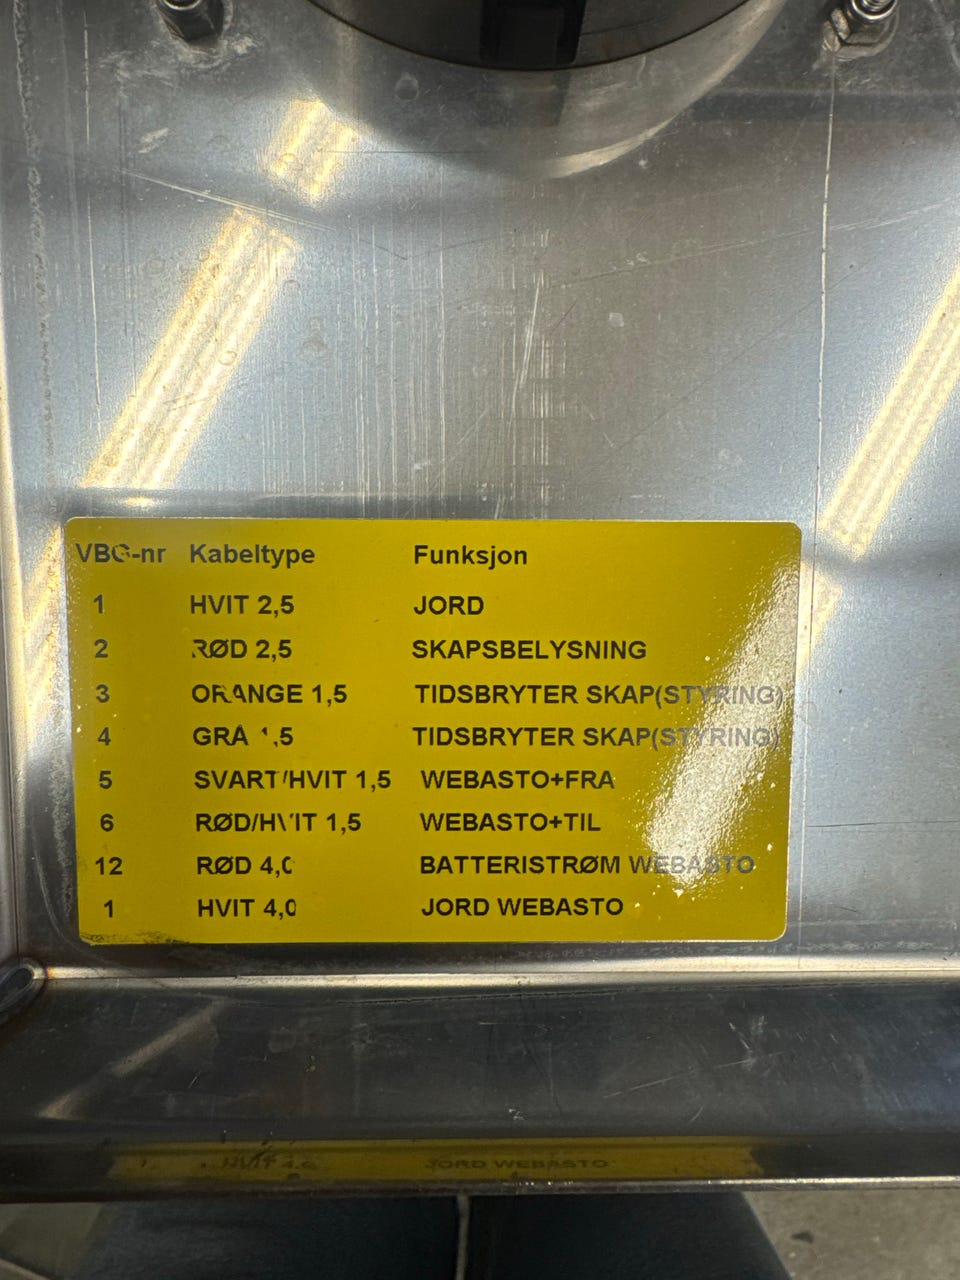 VBG-nr Kabeltype Funksjon
1 HVIT 2,5 JORD
2 RØD 2,5 SKAPSBELYSNING
3 ORANGE 1,5 TIDSBRYTER SKAP(STYRING)
4 GRÅ 1,5 TIDSBRYTER SKAP(STYRING)
5 SVART/HVIT 1,5 WEBASTO+FRA
6 RØD/HVIT 1,5 WEBASTO+TIL
12 RØD 4,0 BATTERISTRØM WEBASTO
1 HVIT 4,0 JORD WEBASTO